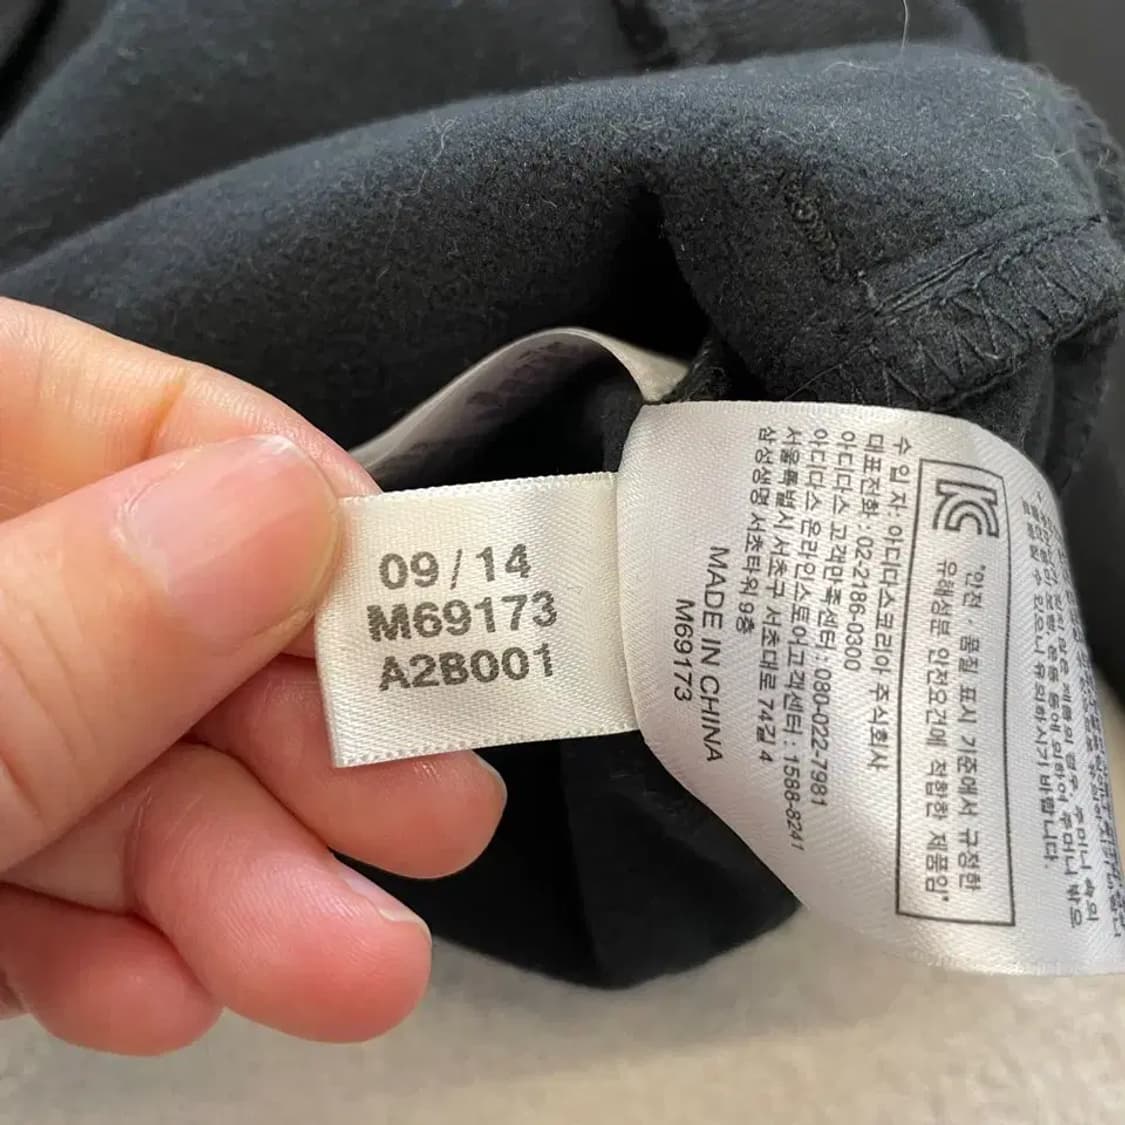 09/14
M69173
A2B001
KC
"안전·품질 표시 기준에서 규정한
유해성분 안전요건에 적합한 제품임"
수 입 자: 아디다스코리아 주식회사
대표전화 : 02-2186-0300
아디다스 고객만족센터 : 080-022-7981
아디다스 온라인스토어고객센터 : 1588-8241
서울특별시 서초구 서초대로 74길 4
삼성생명 서초타워 9층
MADE IN CHINA
M69173